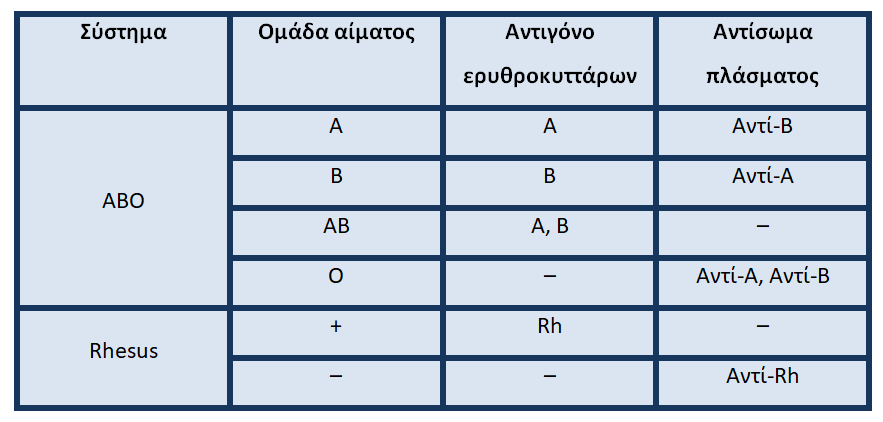 Σύστημα Ομάδα αίματος Αντιγόνο ερυθροκυττάρων Αντίσωμα πλάσματος
ABO A A Αντί-B
B B Αντί-A
AB A, B –
O – Αντί-A, Αντί-B
Rhesus + Rh –
– – Αντί-Rh